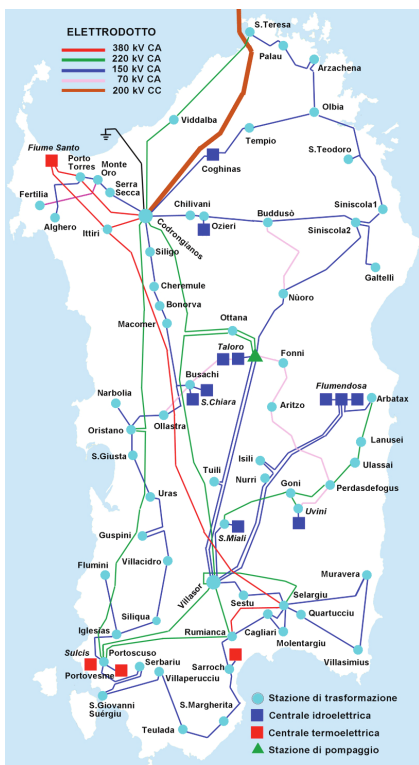 ELETTRODOTTO
380 kV CA
220 kV CA
150 kV CA
70 kV CA
200 kV CC
S.Teresa
Palau
Arzachena
Viddalba
Olbia
Tempio
Fiume Santo
Porto
Torres
Monte
Oro
Coghinas
S.Teodoro
Serra
Secca
Fertilia
Chilivani
Alghero
Ittiri
Codrongianos
Ozieri
Buddusò
Siniscola1
Siniscola2
Siligo
Galtelli
Cheremule
Bonorva
Nùoro
Macomer
Ottana
Taloro
Fonni
Busachi
Flumendosa
Narbolia
S.Chiara
Arbatax
Ollastra
Aritzo
Oristano
Lanusei
S.Giusta
Isili
Ulassai
Tuili
Nurri
Goni
Perdasdefogus
Uras
Uvini
Guspini
S.Miali
Flumini
Villacidro
Villasor
Muravera
Selargiu
Sestu
Siliqua
Quartucciu
Iglesias
Rumianca
Cagliari
Molentargiu
Sulcis
Portoscuso
Serbariu
Villasimius
Portovesme
Villaperucciu
Sarroch
S.Giovanni
Suérgiu
S.Margherita
Teulada
Stazione di trasformazione
Centrale idroelettrica
Centrale termoelettrica
Stazione di pompaggio